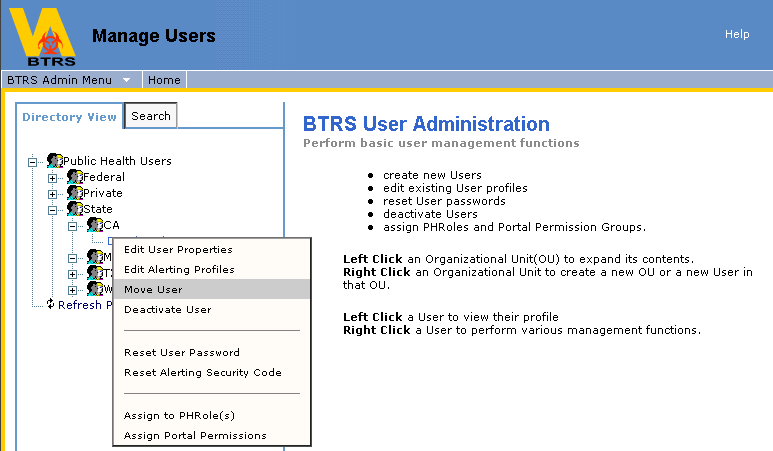 VA
BTRS
Manage Users
Help
BTRS Admin Menu
Home
Directory View
Search
Public Health Users
Federal
Private
State
CA
Refresh
Edit User Properties
Edit Alerting Profiles
Move User
Deactivate User
Reset User Password
Reset Alerting Security Code
Assign to PHRole(s)
Assign Portal Permissions
BTRS User Administration
Perform basic user management functions
• create new Users
• edit existing User profiles
• reset User passwords
• deactivate Users
• assign PHRoles and Portal Permission Groups.
Left Click an Organizational Unit(OU) to expand its contents.
Right Click an Organizational Unit to create a new OU or a new User in
that OU.
Left Click a User to view their profile
Right Click a User to perform various management functions.